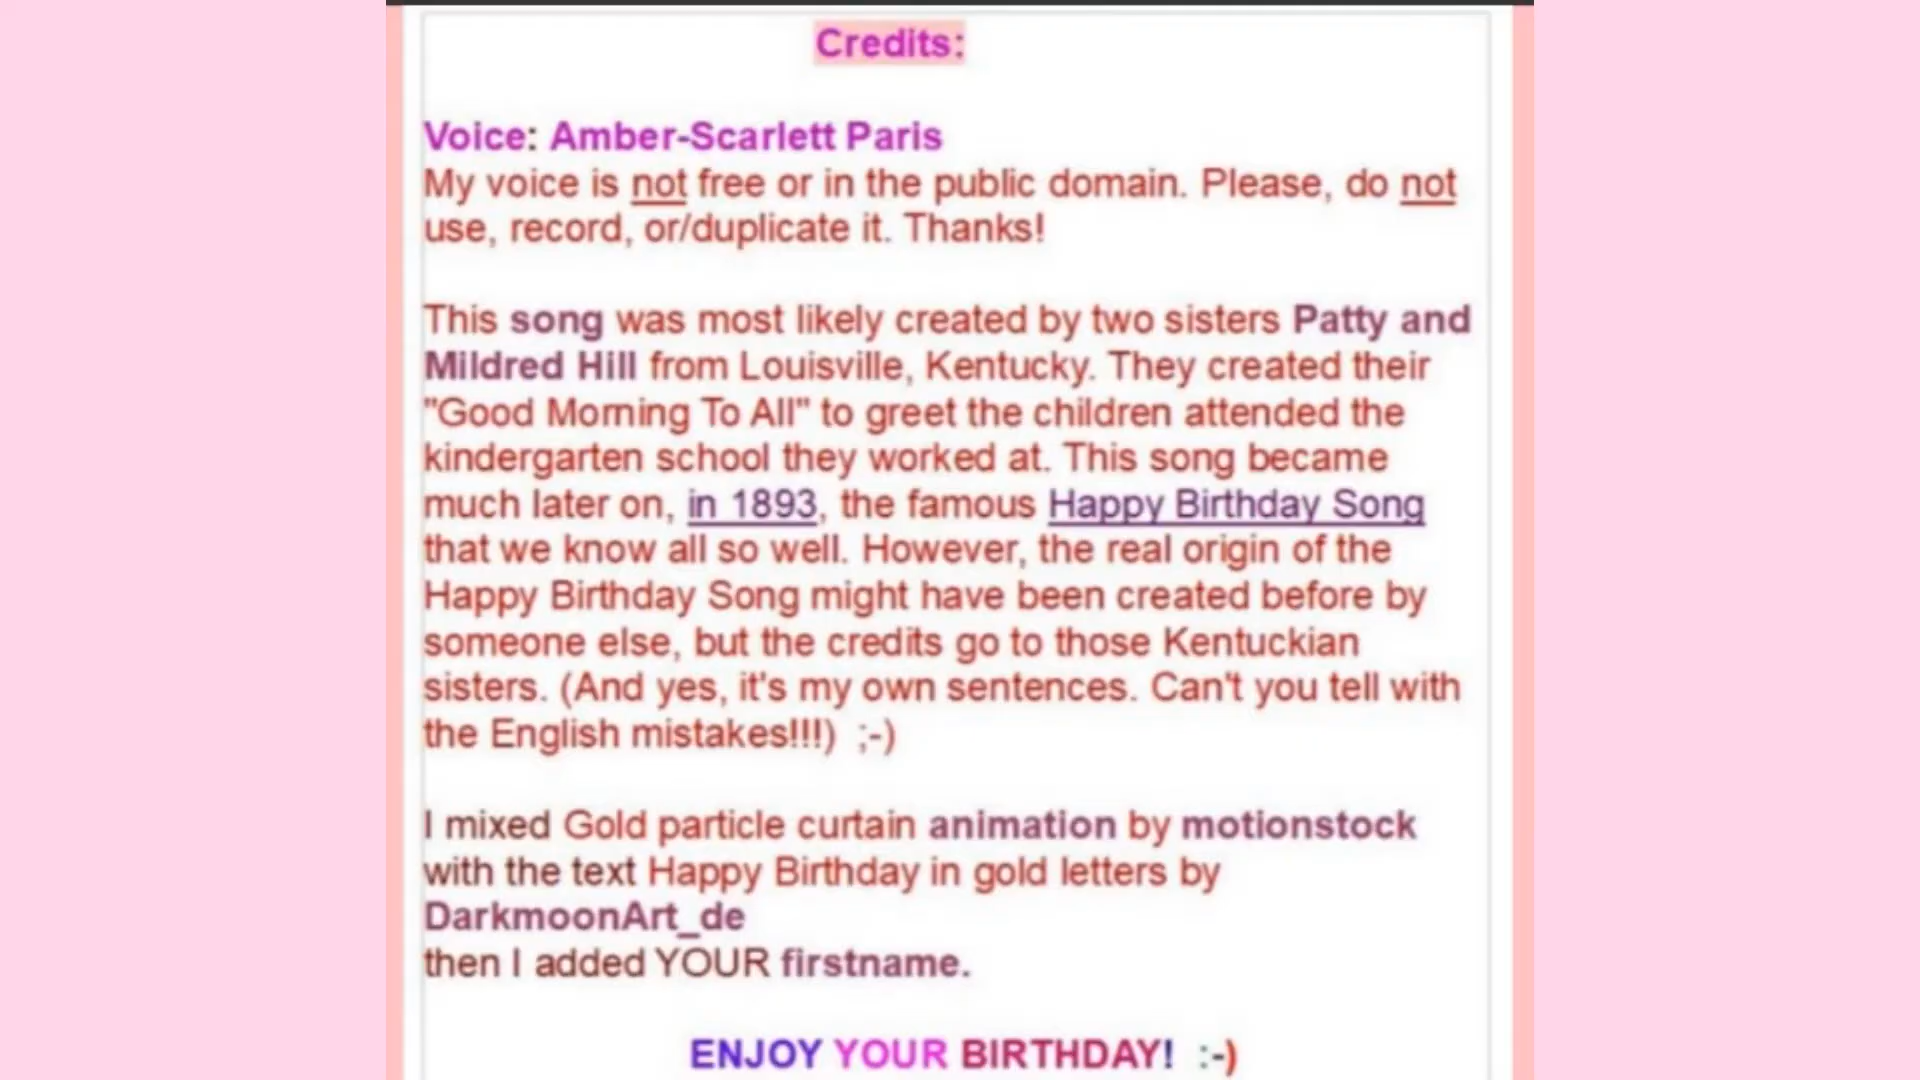 Credits:
Voice: Amber-Scarlett Paris
My voice is not free or in the public domain. Please, do not
use, record, or/duplicate it. Thanks!
This song was most likely created by two sisters Patty and
Mildred Hill from Louisville, Kentucky. They created their
"Good Morning To All" to greet the children attended the
kindergarten school they worked at. This song became
much later on, in 1893, the famous Happy Birthday Song
that we know all so well. However, the real origin of the
Happy Birthday Song might have been created before by
someone else, but the credits go to those Kentuckian
sisters. (And yes, it's my own sentences. Can't you tell with
the English mistakes!!!) ;-)
I mixed Gold particle curtain animation by motionstock
with the text Happy Birthday in gold letters by
DarkmoonArt_de
then I added YOUR firstname.
ENJOY YOUR BIRTHDAY! :-)